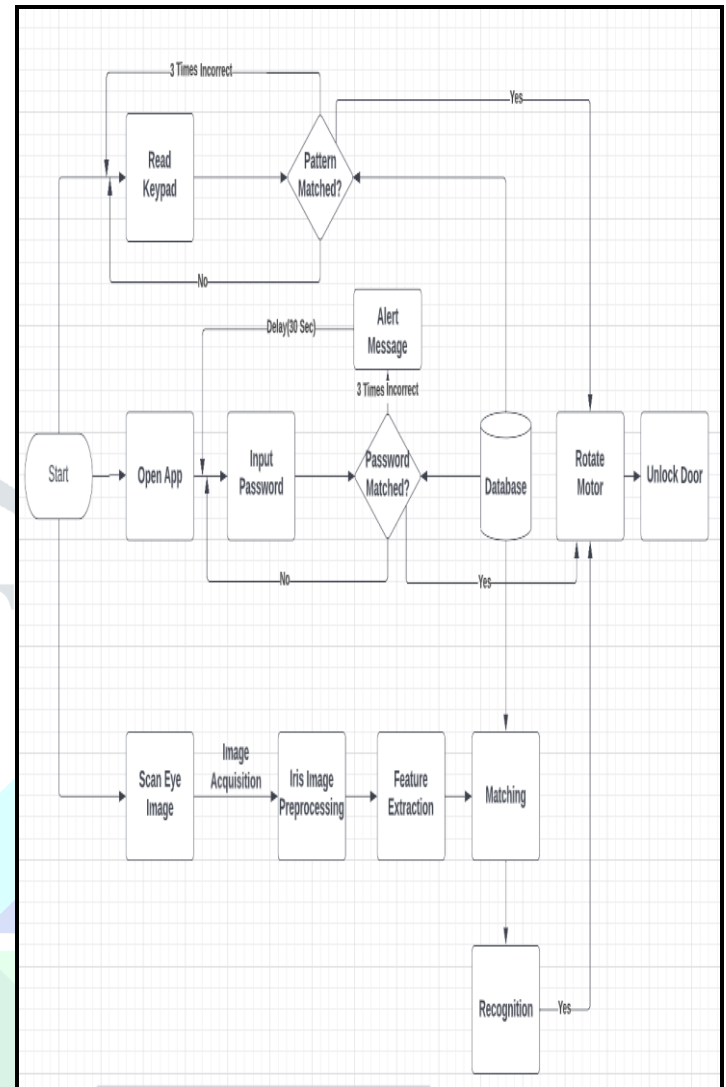 3 Times Incorrect
Yes
Read
Keypad
Pattern
Matched?
No
Alert
Message
Delay(30 Sec)
3 Times Incorrect
Start
Open App
Input
Password
Password
Matched?
Database
Rotate
Motor
Unlock Door
No
Yes
Scan Eye
Image
Image
Acquisition
Iris Image
Preprocessing
Feature
Extraction
Matching
Recognition
Yes